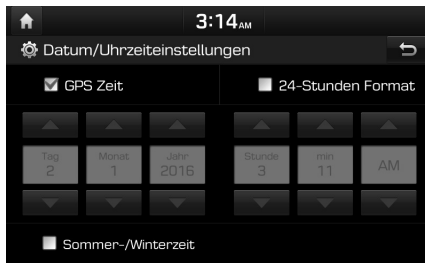 3:14AM
Datum/Uhrzeiteinstellungen
GPS Zeit 24-Stunden Format
Tag Monat Jahr Stunde min
2 1 2016 3 11 AM
Sommer-/Winterzeit